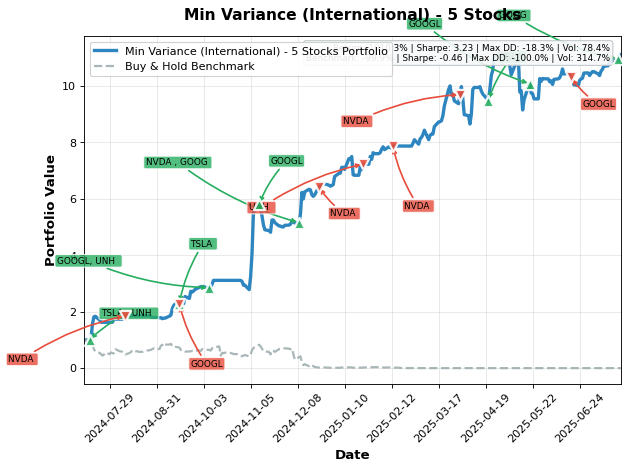 Min Variance (International) - 5 Stocks
GOOGL
Min Variance (International) - 5 Stocks Portfolio
Buy & Hold Benchmark
3% | Sharpe: 3.23 | Max DD: -18.3% | Vol: 78.4%
| Sharpe: -0.46 | Max DD: -100.0% | Vol: 314.7%
10
8
6
4
2
0
Portfolio Value
NVDA
GOOGL
NVDA , GOOG
GOOGL
UNH
NVDA
NVDA
TSLA
GOOGL, UNH
TSLA, UNH
NVDA
GOOGL
2024-07-29
2024-08-31
2024-10-03
2024-11-05
2024-12-08
2025-01-10
2025-02-12
2025-03-17
2025-04-19
2025-05-22
2025-06-24
Date